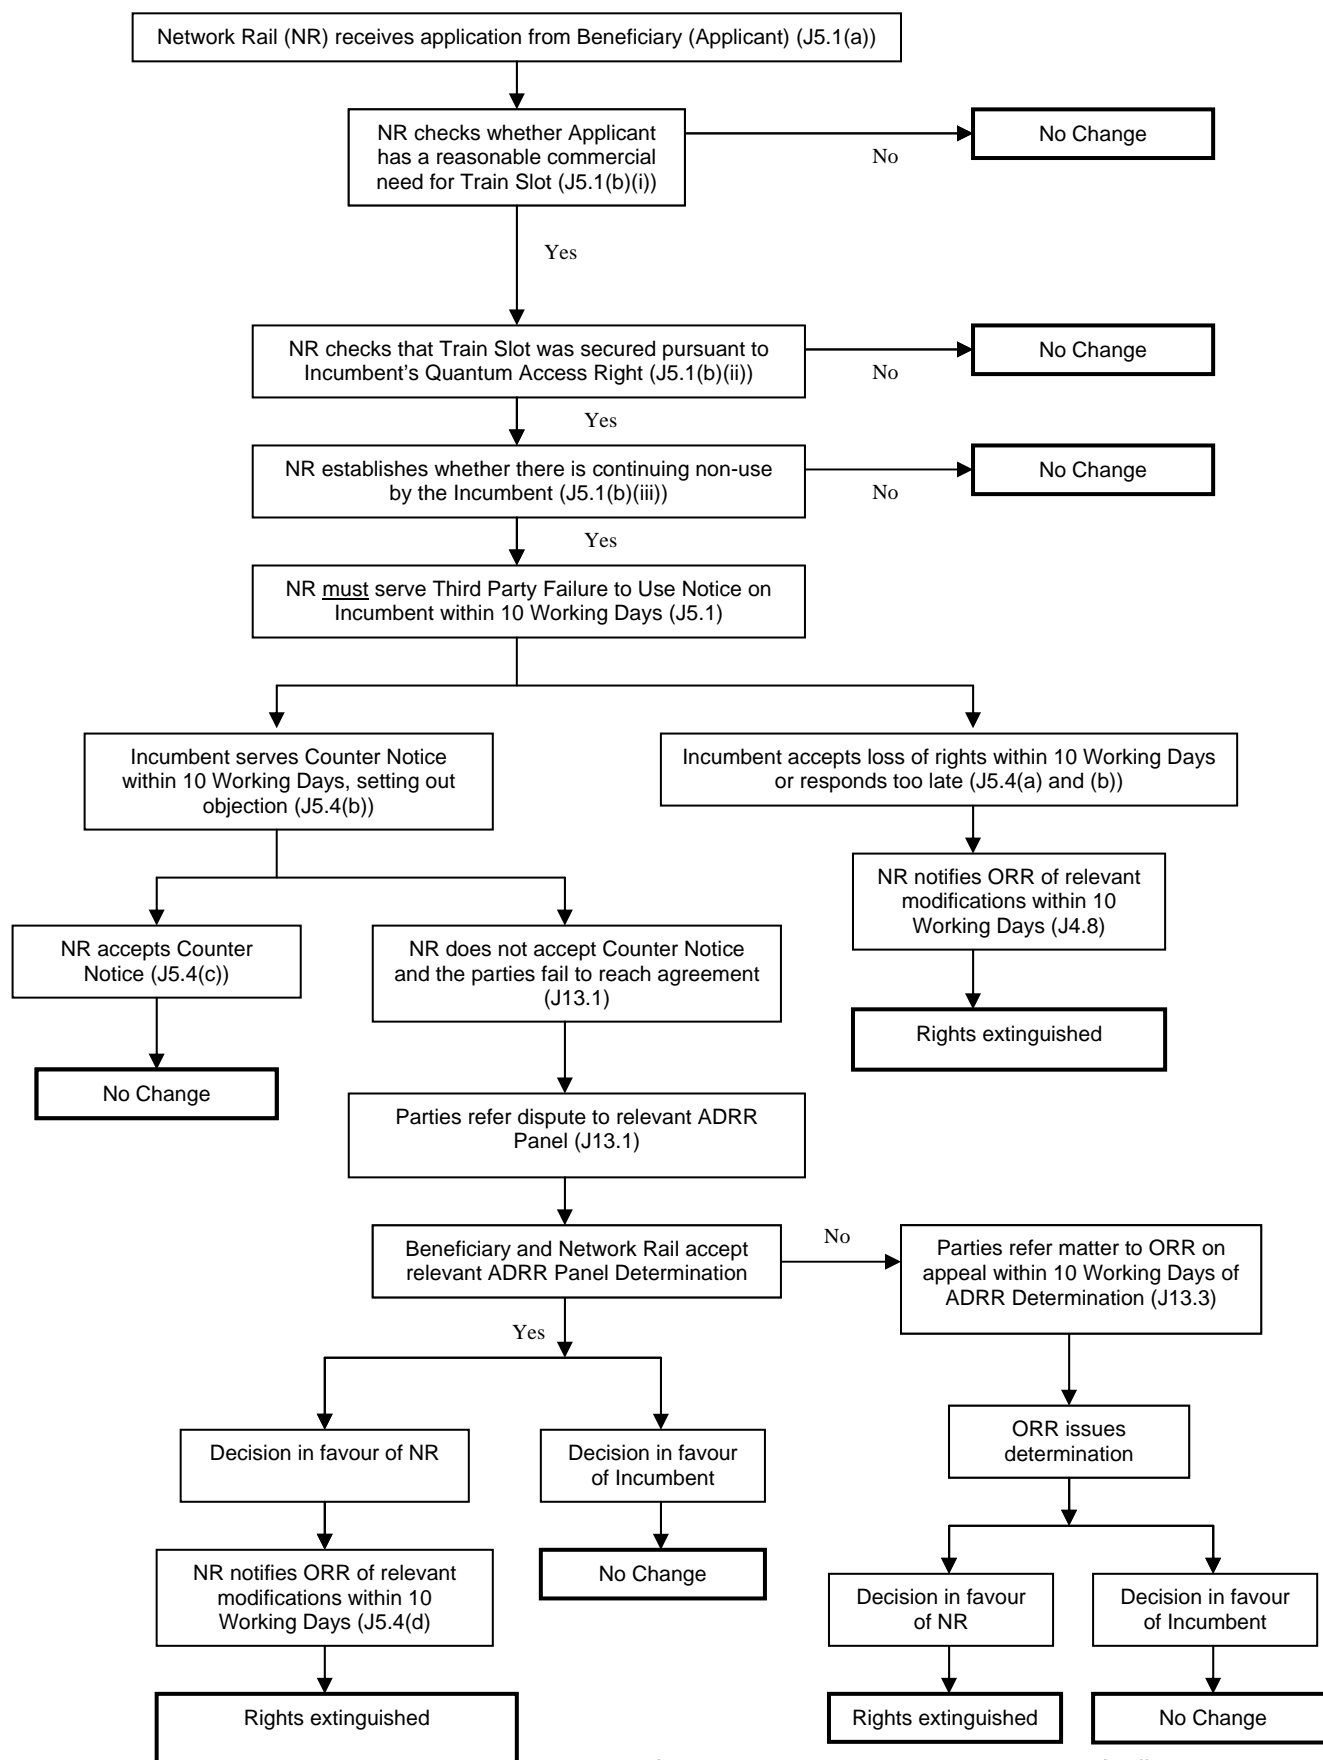 Network Rail (NR) receives application from Beneficiary (Applicant) (J5.1(a))
NR checks whether Applicant
has a reasonable commercial
need for Train Slot (J5.1(b)(i))
No
No Change
Yes
NR checks that Train Slot was secured pursuant to
Incumbent’s Quantum Access Right (J5.1(b)(ii))
No
No Change
Yes
NR establishes whether there is continuing non-use
by the Incumbent (J5.1(b)(iii))
No
No Change
Yes
NR must serve Third Party Failure to Use Notice on
Incumbent within 10 Working Days (J5.1)
Incumbent serves Counter Notice
within 10 Working Days, setting out
objection (J5.4(b))
Incumbent accepts loss of rights within 10 Working Days
or responds too late (J5.4(a) and (b))
NR notifies ORR of relevant
modifications within 10
Working Days (J4.8)
Rights extinguished
NR accepts Counter
Notice (J5.4(c))
No Change
NR does not accept Counter Notice
and the parties fail to reach agreement
(J13.1)
Parties refer dispute to relevant ADRR
Panel (J13.1)
Beneficiary and Network Rail accept
relevant ADRR Panel Determination
No
Parties refer matter to ORR on
appeal within 10 Working Days of
ADRR Determination (J13.3)
Yes
Decision in favour of NR
Decision in favour
of Incumbent
ORR issues
determination
NR notifies ORR of relevant
modifications within 10
Working Days (J5.4(d)
No Change
Decision in favour
of NR
Decision in favour
of Incumbent
Rights extinguished
Rights extinguished
No Change